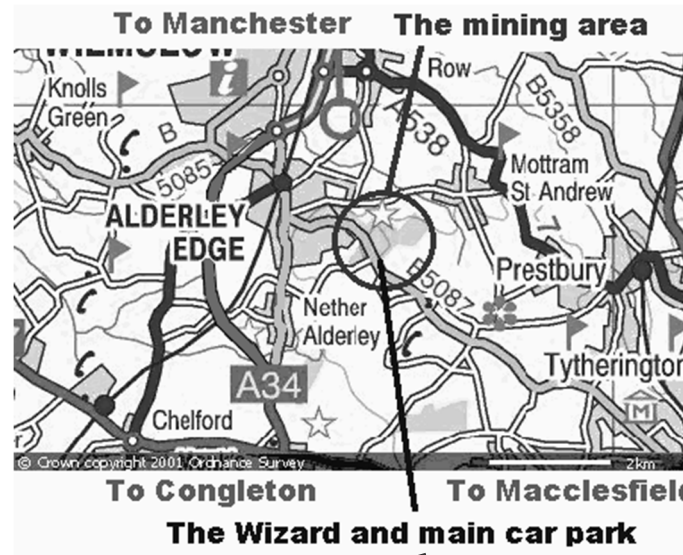 To Manchester
The mining area
WILMSLOW
Row
Knolls
Green
B
5085
A538
B5358
Mottram
St Andrew
ALDERLEY
EDGE
B5087
Prestbury
Nether
Alderley
A34
Tytherington
Chelford
M
© Crown copyright 2001 Ordnance Survey
2km
To Congleton
To Macclesfield
The Wizard and main car park